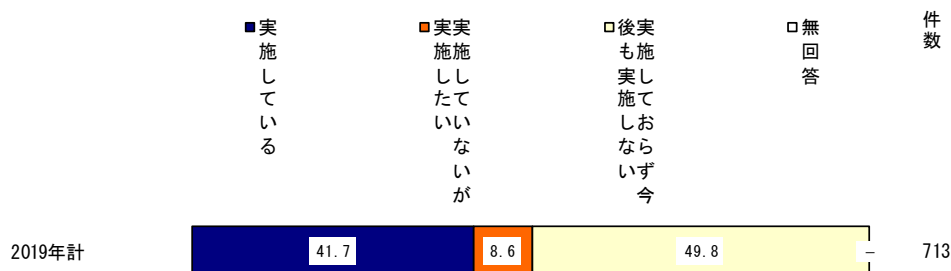 実施している
実施していないが
実施したい
実施しておらず今
後も実施しない
無回答
件数
2019年計
41.7
8.6
49.8
–
713